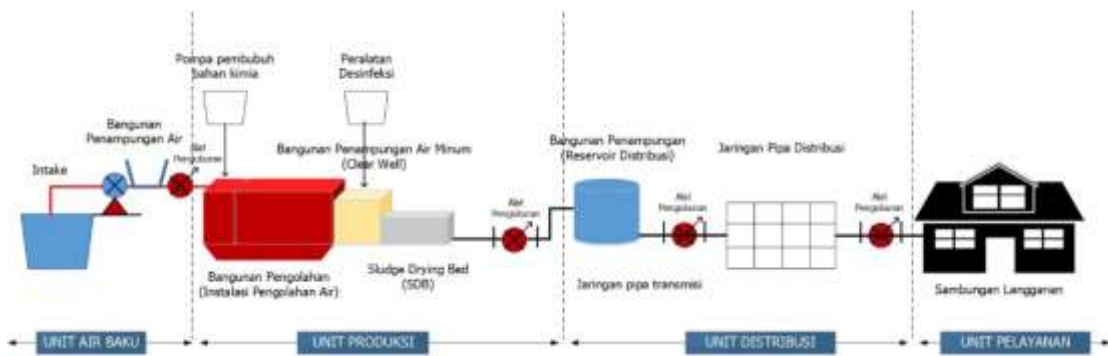 Pompa pembubuh
bahan kimia
Peralatan
Desinfeksi
Bangunan
Penampungan Air
Alat
Pengukuran
Intake
Bangunan Penampungan Air Minum
(Clear Well)
Bangunan Pengolahan
(Instalasi Pengolahan Air)
Sludge Drying Bed
(SDB)
Alat
Pengukuran
Bangunan Penampungan
(Reservoir Distribusi)
Jaringan Pipa Distribusi
Alat
Pengukuran
Alat
Pengukuran
Jaringan pipa transmisi
Sambungan Langganan
UNIT AIR BAKU
UNIT PRODUKSI
UNIT DISTRIBUSI
UNIT PELAYANAN